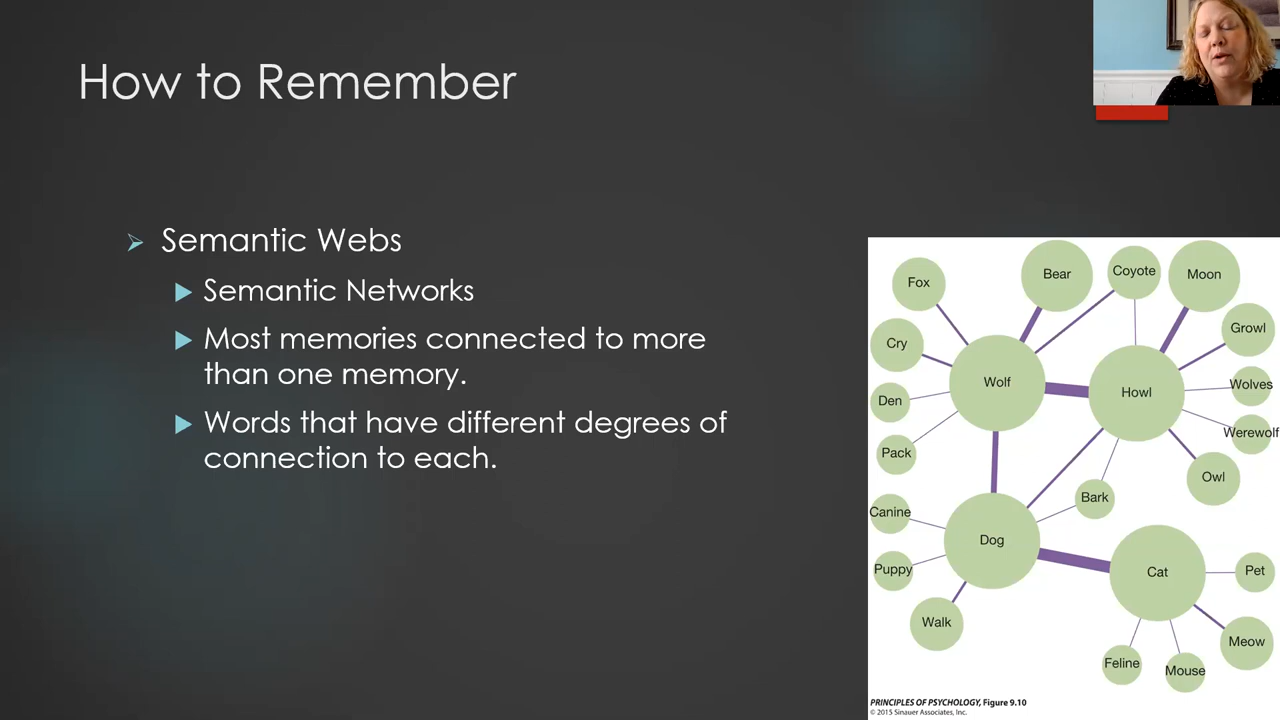 How to Remember
Semantic Webs
Semantic Networks
Most memories connected to more
than one memory.
Words that have different degrees of
connection to each.
Fox
Bear
Coyote
Moon
Cry
Growl
Wolf
Howl
Wolves
Den
Werewolf
Pack
Owl
Bark
Canine
Dog
Puppy
Cat
Pet
Walk
Meow
Feline
Mouse
PRINCIPLES OF PSYCHOLOGY, Figure 9.10
© 2015 Sinauer Associates, Inc.